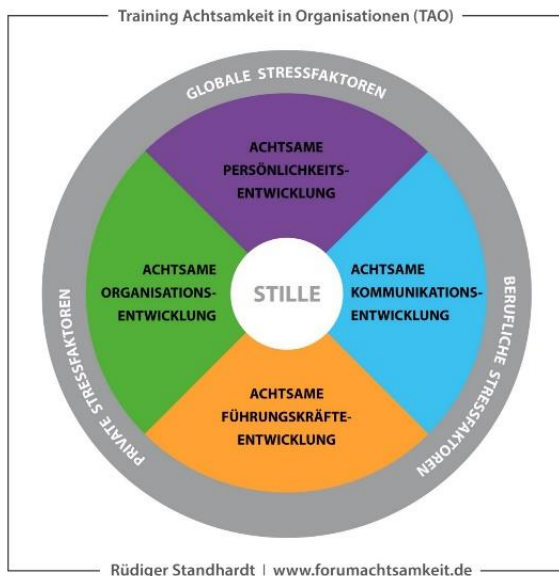 Training Achtsamkeit in Organisationen (TAO)
GLOBALE STRESSFAKTOREN
ACHTSAME
PERSÖNLICHKEITS-
ENTWICKLUNG
ACHTSAME
ORGANISATIONS-
ENTWICKLUNG
STILLE
ACHTSAME
KOMMUNIKATIONS-
ENTWICKLUNG
ACHTSAME
FÜHRUNGSKRÄFTE-
ENTWICKLUNG
PRIVATE STRESSFAKTOREN
BERUFLICHE STRESSFAKTOREN
Rüdiger Standhardt | www.forumachtsamkeit.de